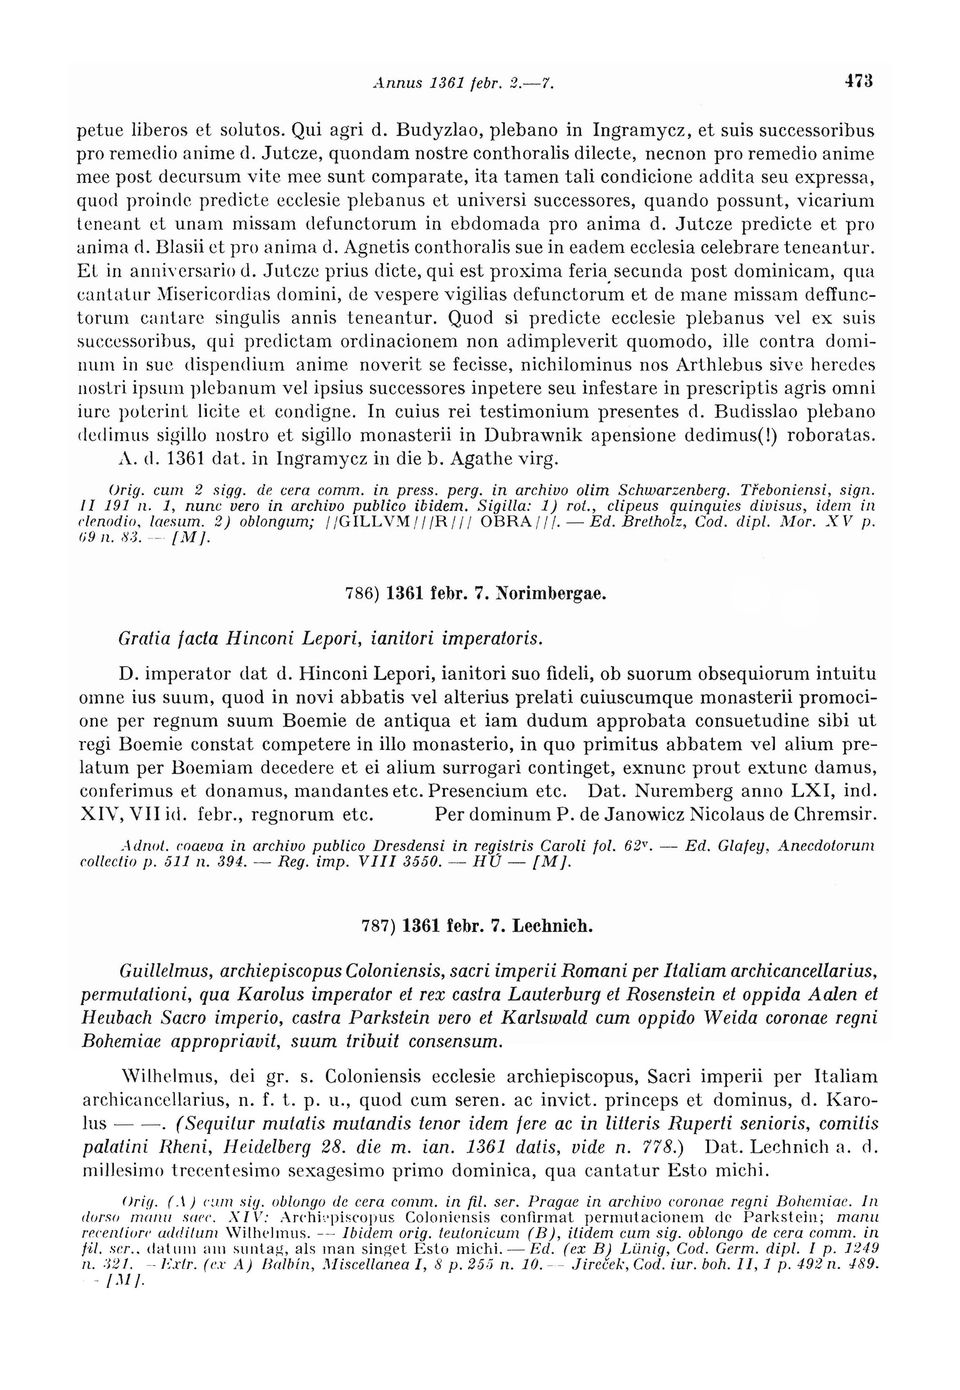 Annus 1361 febr. 2.—7. 473
petue liberos et solutos. Qui agri d. Budyzlao, plebano in Ingramycz, et suis successoribus
pro remedio anime d. Jutcze, quondam nostre conthoralis dilecte, necnon pro remedio anime
mee post decursum vite mee sunt comparate, ita tamen tali condicione addita seu expressa,
quod proinde predicte ecclesie plebanus et universi successores, quando possunt, vicarium
teneant et unam missam defunctorum in ebdomada pro anima d. Jutcze predicte et pro
anima d. Blasii et pro anima d. Agnetis conthoralis sue in eadem ecclesia celebrare teneantur.
Et in anniversario d. Jutcze prius dicte, qui est proxima feria secunda post dominicam, qua
cantatur Misericordias domini, de vespere vigilias defunctorum et de mane missam deffunc-
torum cantare singulis annis teneantur. Quod si predicte ecclesie plebanus vel ex suis
successoribus, qui predictam ordinacionem non adimpleverit quomodo, ille contra domi-
num in sue dispendium anime noverit se fecisse, nichilominus nos Arthlebus sive heredes
nostri ipsum plebanum vel ipsius successores inpetere seu infestare in prescriptis agris omni
iure poterint licite et condigne. In cuius rei testimonium presentes d. Budisslao plebano
dedimus sigillo nostro et sigillo monasterii in Dubrawnik apensione dedimus(!) roboratas.
A. d. 1361 dat. in Ingramycz in die b. Agathe virg.
Orig. cum 2 sigg. de cera comm. in press. perg. in archivo olim Schwarzenberg. Třeboniensi, sign.
II 191 n. 1, nunc vero in archivo publico ibidem. Sigilla: 1) rot., clipeus quinquies divisus, idem in
clenodio, laesum. 2) oblongum; //GILLVM///R/// OBRA///. — Ed. Bretholz, Cod. dipl. Mor. XV p.
69 n. 83. — [M].
786) 1361 febr. 7. Norimbergae.
Gratia facta Hinconi Lepori, ianitori imperatoris.
D. imperator dat d. Hinconi Lepori, ianitori suo fideli, ob suorum obsequiorum intuitu
omne ius suum, quod in novi abbatis vel alterius prelati cuiuscumque monasterii promoci-
one per regnum suum Boemie de antiqua et iam dudum approbata consuetudine sibi ut
regi Boemie constat competere in illo monasterio, in quo primitus abbatem vel alium pre-
latum per Boemiam decedere et ei alium surrogari continget, exnunc prout extunc damus,
conferimus et donamus, mandantes etc. Presencium etc. Dat. Nuremberg anno LXI, ind.
XIV, VII id. febr., regnorum etc. Per dominum P. de Janowicz Nicolaus de Chremsir.
Adnot. coaeva in archivo publico Dresdensi in registris Caroli fol. 62v. — Ed. Glafey, Anecdotorum
collectio p. 511 n. 394. — Reg. imp. VIII 3550. — HÚ — [M].
787) 1361 febr. 7. Lechnich.
Guillelmus, archiepiscopus Coloniensis, sacri imperii Romani per Italiam archicancellarius,
permutationi, qua Karolus imperator et rex castra Lauterburg et Rosenstein et oppida Aalen et
Heubach Sacro imperio, castra Parkstein vero et Karlswald cum oppido Weida coronae regni
Bohemiae appropriavit, suum tribuit consensum.
Wilhelmus, dei gr. s. Coloniensis ecclesie archiepiscopus, Sacri imperii per Italiam
archicancellarius, n. f. t. p. u., quod cum seren. ac invict. princeps et dominus, d. Karo-
lus — —. (Sequitur mutatis mutandis tenor idem fere ac in litteris Ruperti senioris, comitis
palatini Rheni, Heidelberg 28. die m. ian. 1361 datis, vide n. 778.) Dat. Lechnich a. d.
millesimo trecentesimo sexagesimo primo dominica, qua cantatur Esto michi.
Orig. (A) cum sig. oblongo de cera comm. in fil. ser. Pragae in archivo coronae regni Bohemiae. In
dorso manu saec. XIV: Archiepiscopus Coloniensis confirmat permutacionem de Parkstein; manu
recentiore additum Wilhelmus. — Ibidem orig. teutonicum (B), itidem cum sig. oblongo de cera comm. in
fil. ser., datum am suntag, als man singet Esto michi. — Ed. (ex B) Lünig, Cod. Germ. dipl. I p. 1249
n. 321. — Extr. (ex A) Balbín, Miscellanea I, 8 p. 255 n. 10. — Jireček, Cod. iur. boh. II, 1 p. 492 n. 489.
— [M].